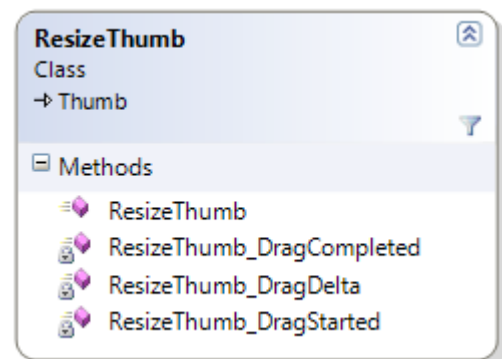 ResizeThumb
Class
Thumb
Methods
ResizeThumb
ResizeThumb_DragCompleted
ResizeThumb_DragDelta
ResizeThumb_DragStarted